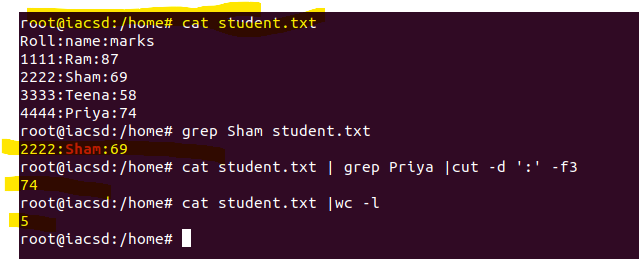 root@iacsd:/home# cat student.txt
Roll:name:marks
1111:Ram:87
2222:Sham:69
3333:Teena:58
4444:Priya:74
root@iacsd:/home# grep Sham student.txt
2222:Sham:69
root@iacsd:/home# cat student.txt | grep Priya |cut -d ':' -f3
74
root@iacsd:/home# cat student.txt |wc -l
5
root@iacsd:/home#